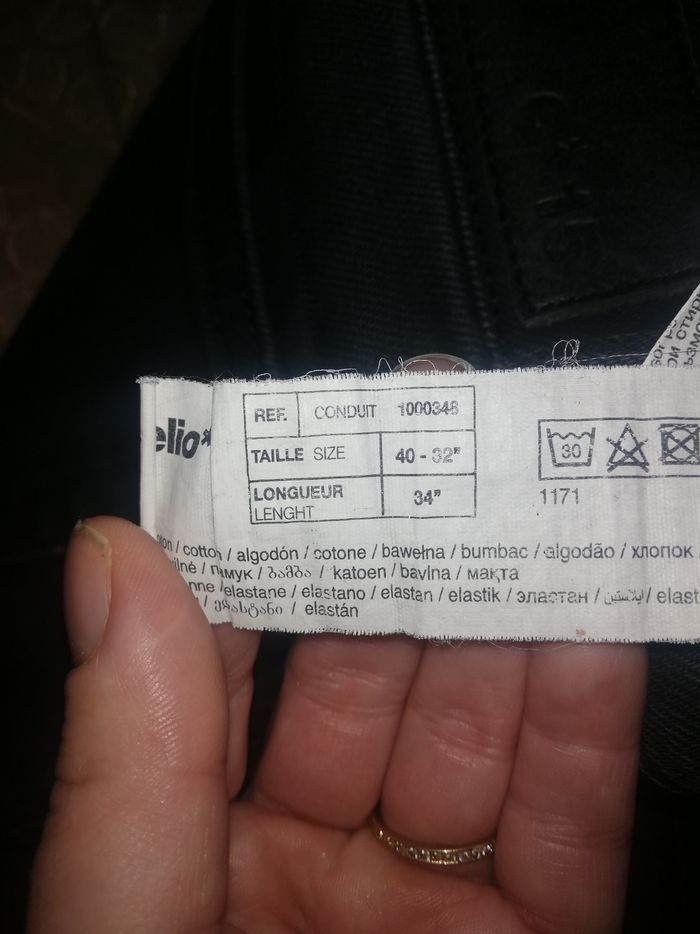 elio*
REF. CONDUIT 1000348
TAILLE SIZE 40 - 32"
LONGUEUR 34"
LENGHT
30
1171
/ cotton / algodón / cotone / bawełna / bumbac / algodão / хлопок
/ памук / ბამბა / katoen / bavlna / мақта
/ elastane / elastano / elastan / elastik / эластан / إيلاستين / elast
/ ელასტანი / elastán